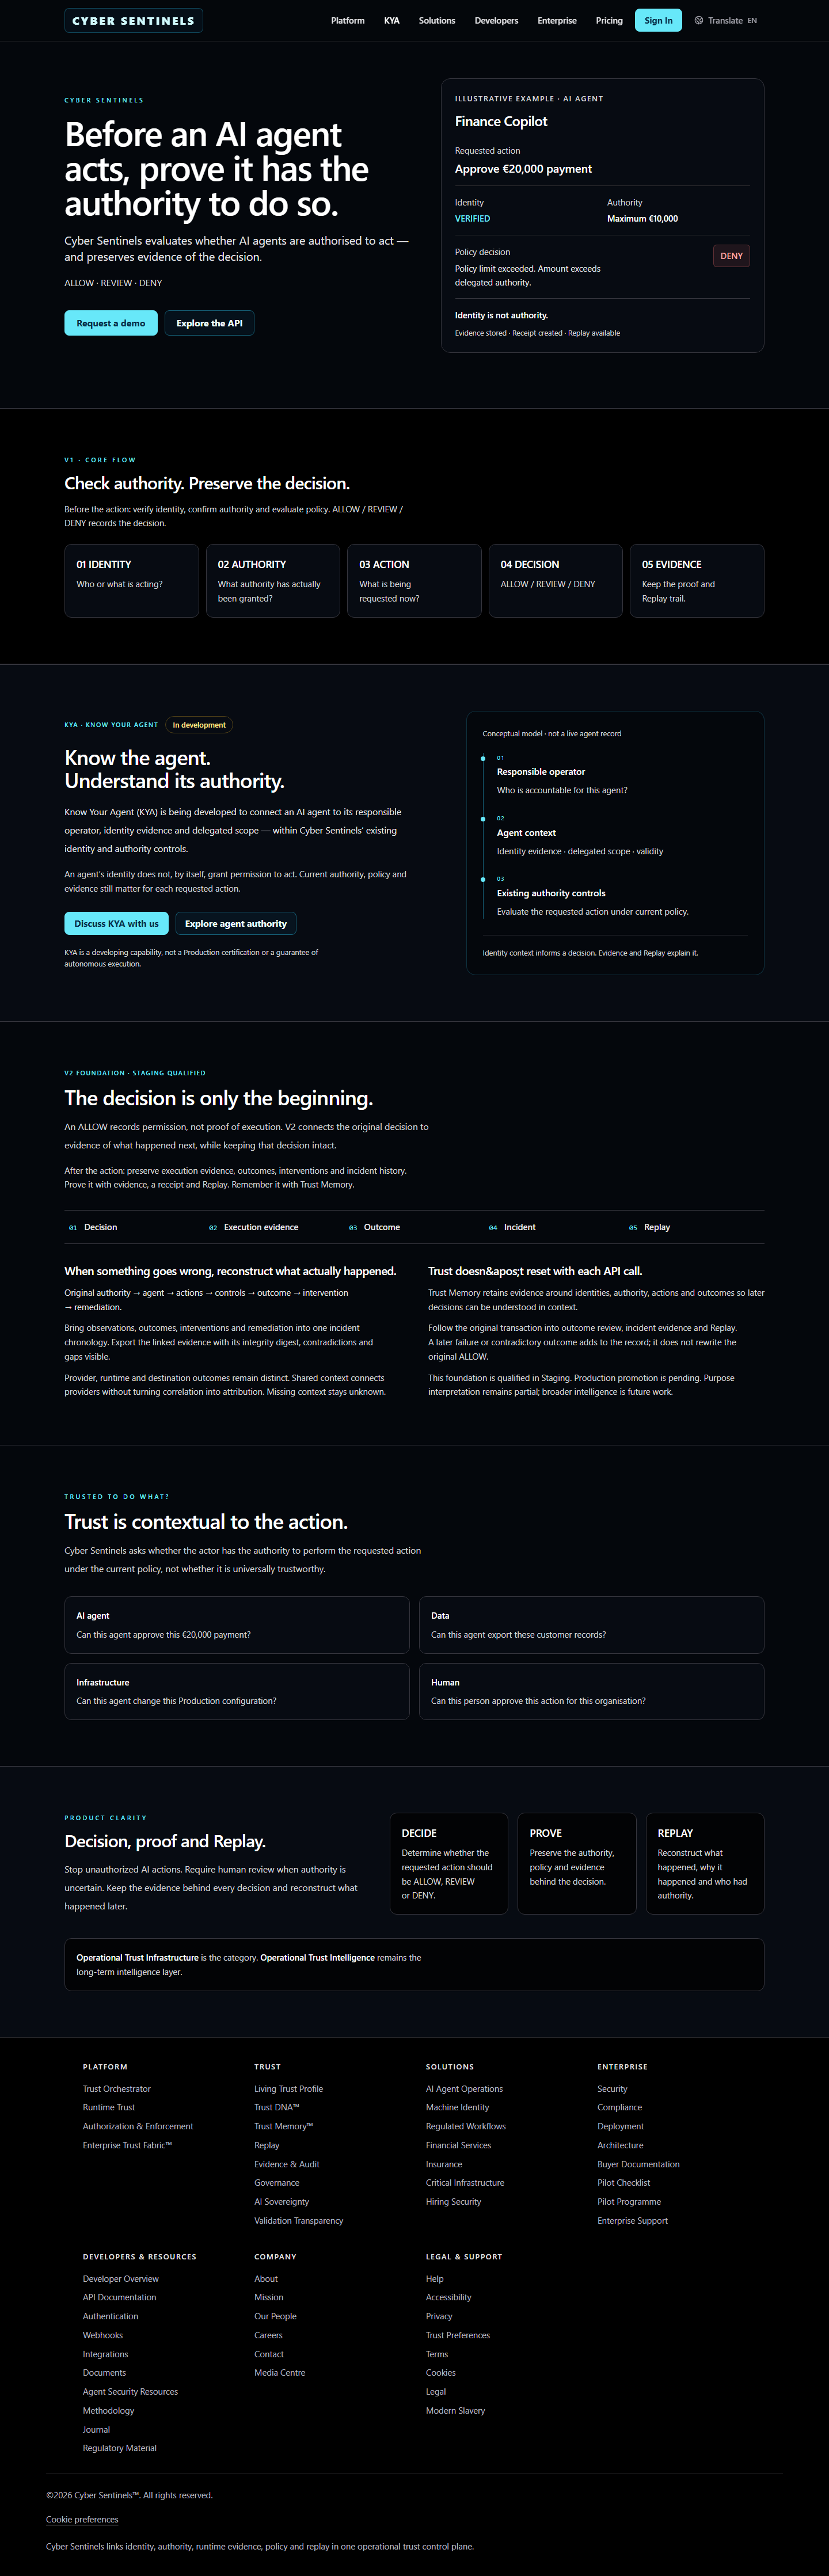 CYBER SENTINELS
Platform
KYA
Solutions
Developers
Enterprise
Pricing
Sign In
Translate EN
CYBER SENTINELS
Before an AI agent
acts, prove it has the
authority to do so.
Cyber Sentinels evaluates whether AI agents are authorised to act —
and preserves evidence of the decision.
ALLOW · REVIEW · DENY
Request a demo
Explore the API
ILLUSTRATIVE EXAMPLE · AI AGENT
Finance Copilot
Requested action
Approve €20,000 payment
Identity
VERIFIED
Authority
Maximum €10,000
Policy decision
Policy limit exceeded. Amount exceeds
delegated authority.
DENY
Identity is not authority.
Evidence stored · Receipt created · Replay available
V1 · CORE FLOW
Check authority. Preserve the decision.
Before the action: verify identity, confirm authority and evaluate policy. ALLOW / REVIEW /
DENY records the decision.
01 IDENTITY
Who or what is acting?
02 AUTHORITY
What authority has actually
been granted?
03 ACTION
What is being
requested now?
04 DECISION
ALLOW / REVIEW / DENY
05 EVIDENCE
Keep the proof and
Replay trail.
KYA · KNOW YOUR AGENT
In development
Know the agent.
Understand its authority.
Know Your Agent (KYA) is being developed to connect an AI agent to its responsible
operator, identity evidence and delegated scope — within Cyber Sentinels’ existing
identity and authority controls.
An agent’s identity does not, by itself, grant permission to act. Current authority, policy and
evidence still matter for each requested action.
Discuss KYA with us
Explore agent authority
KYA is a developing capability, not a Production certification or a guarantee of
autonomous execution.
Conceptual model · not a live agent record
01
Responsible operator
Who is accountable for this agent?
02
Agent context
Identity evidence · delegated scope · validity
03
Existing authority controls
Evaluate the requested action under current policy.
Identity context informs a decision. Evidence and Replay explain it.
V2 FOUNDATION · STAGING QUALIFIED
The decision is only the beginning.
An ALLOW records permission, not proof of execution. V2 connects the original decision to
evidence of what happened next, while keeping that decision intact.
After the action: preserve execution evidence, outcomes, interventions and incident history.
Prove it with evidence, a receipt and Replay. Remember it with Trust Memory.
01 Decision
02 Execution evidence
03 Outcome
04 Incident
05 Replay
When something goes wrong, reconstruct what actually happened.
Original authority → agent → actions → controls → outcome → intervention
→ remediation.
Bring observations, outcomes, interventions and remediation into one incident
chronology. Export the linked evidence with its integrity digest, contradictions and
gaps visible.
Provider, runtime and destination outcomes remain distinct. Shared context connects
providers without turning correlation into attribution. Missing context stays unknown.
Trust doesn&apos;t reset with each API call.
Trust Memory retains evidence around identities, authority, actions and outcomes so later
decisions can be understood in context.
Follow the original transaction into outcome review, incident evidence and Replay.
A later failure or contradictory outcome adds to the record; it does not rewrite the
original ALLOW.
This foundation is qualified in Staging. Production promotion is pending. Purpose
interpretation remains partial; broader intelligence is future work.
TRUSTED TO DO WHAT?
Trust is contextual to the action.
Cyber Sentinels asks whether the actor has the authority to perform the requested action
under the current policy, not whether it is universally trustworthy.
AI agent
Can this agent approve this €20,000 payment?
Data
Can this agent export these customer records?
Infrastructure
Can this agent change this Production configuration?
Human
Can this person approve this action for this organisation?
PRODUCT CLARITY
Decision, proof and Replay.
Stop unauthorized AI actions. Require human review when authority is
uncertain. Keep the evidence behind every decision and reconstruct what
happened later.
DECIDE
Determine whether the
requested action should
be ALLOW, REVIEW
or DENY.
PROVE
Preserve the authority,
policy and evidence
behind the decision.
REPLAY
Reconstruct what
happened, why it
happened and who had
authority.
Operational Trust Infrastructure is the category. Operational Trust Intelligence remains the
long-term intelligence layer.
PLATFORM
Trust Orchestrator
Runtime Trust
Authorization & Enforcement
Enterprise Trust Fabric™
TRUST
Living Trust Profile
Trust DNA™
Trust Memory™
Replay
Evidence & Audit
Governance
AI Sovereignty
Validation Transparency
SOLUTIONS
AI Agent Operations
Machine Identity
Regulated Workflows
Financial Services
Insurance
Critical Infrastructure
Hiring Security
ENTERPRISE
Security
Compliance
Deployment
Architecture
Buyer Documentation
Pilot Checklist
Pilot Programme
Enterprise Support
DEVELOPERS & RESOURCES
Developer Overview
API Documentation
Authentication
Webhooks
Integrations
Documents
Agent Security Resources
Methodology
Journal
Regulatory Material
COMPANY
About
Mission
Our People
Careers
Contact
Media Centre
LEGAL & SUPPORT
Help
Accessibility
Privacy
Trust Preferences
Terms
Cookies
Legal
Modern Slavery
©2026 Cyber Sentinels™. All rights reserved.
Cookie preferences
Cyber Sentinels links identity, authority, runtime evidence, policy and replay in one operational trust control plane.